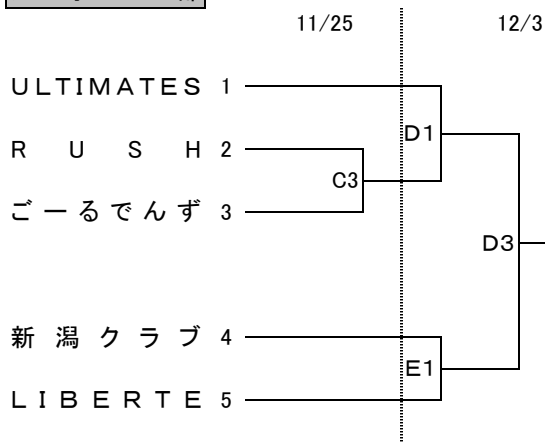 11/25 12/3
ULTIMATES 1
D1
RUSH 2
C3
ごーるでんず 3
D3
新潟クラブ 4
E1
LIBERTE 5